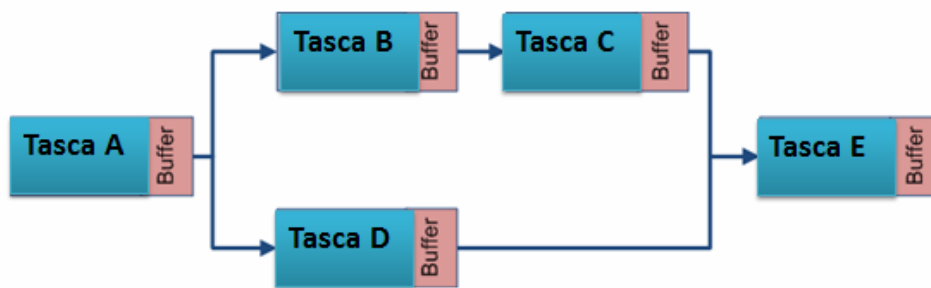 Tasca A
Buffer
Tasca B
Buffer
Tasca C
Buffer
Tasca D
Buffer
Tasca E
Buffer